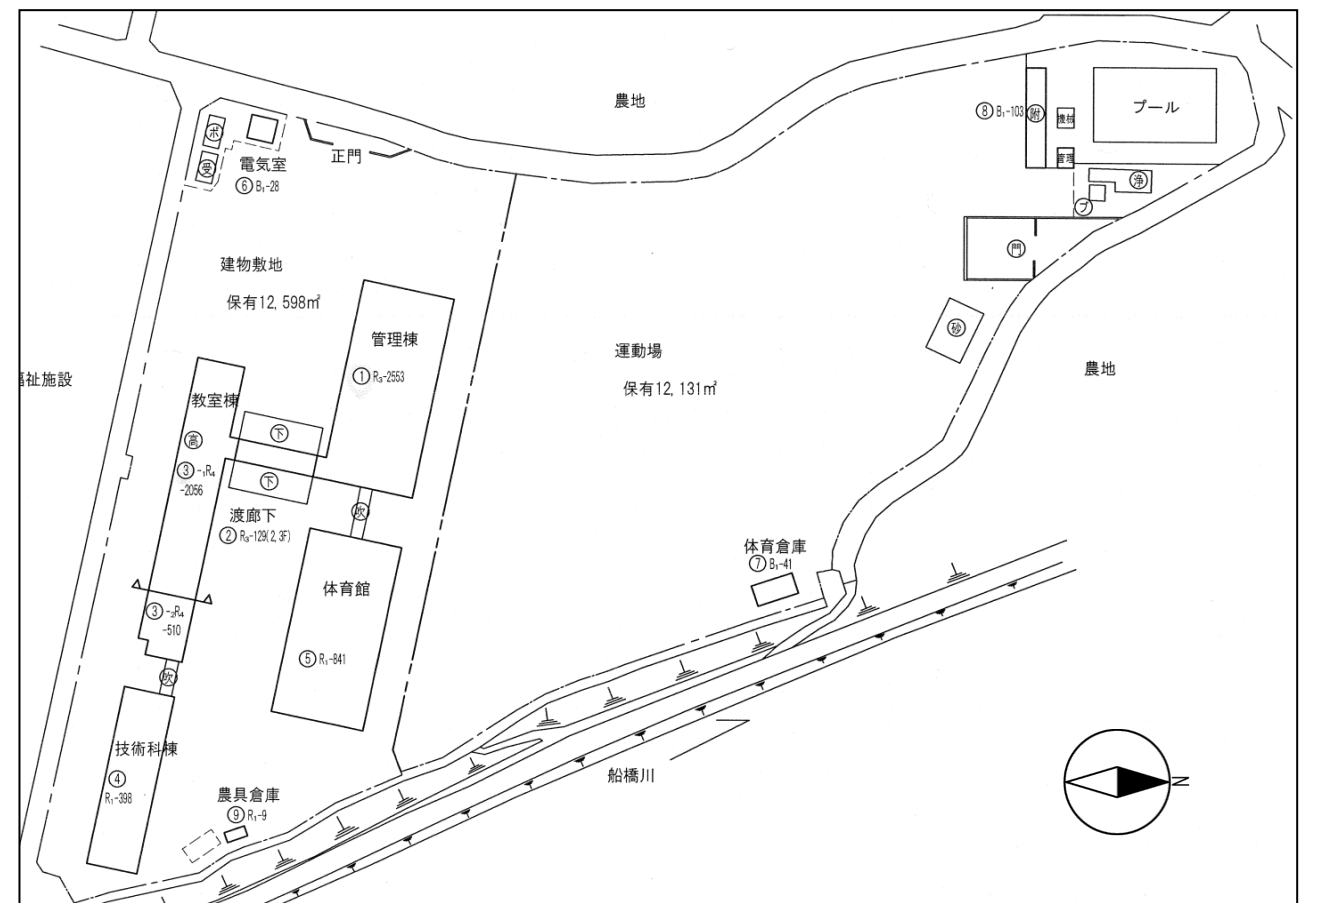 農地
⑧ B₁-103
附
機械
管理
プール
浄
プ
門
砂
農地
ポ
受
電気室
⑥ B₁-28
正門
建物敷地
保有12,598㎡
管理棟
① R₃-2553
運動場
保有12,131㎡
福祉施設
教室棟
高
③-₁R₄
-2056
下
下
渡廊下
② R₃-129(2,3F)
吹
体育館
⑤ R₁-841
体育倉庫
⑦ B₁-41
③-₂R₄
-510
吹
技術科棟
④
R₁-398
農具倉庫
⑨ R₁-9
船橋川
N